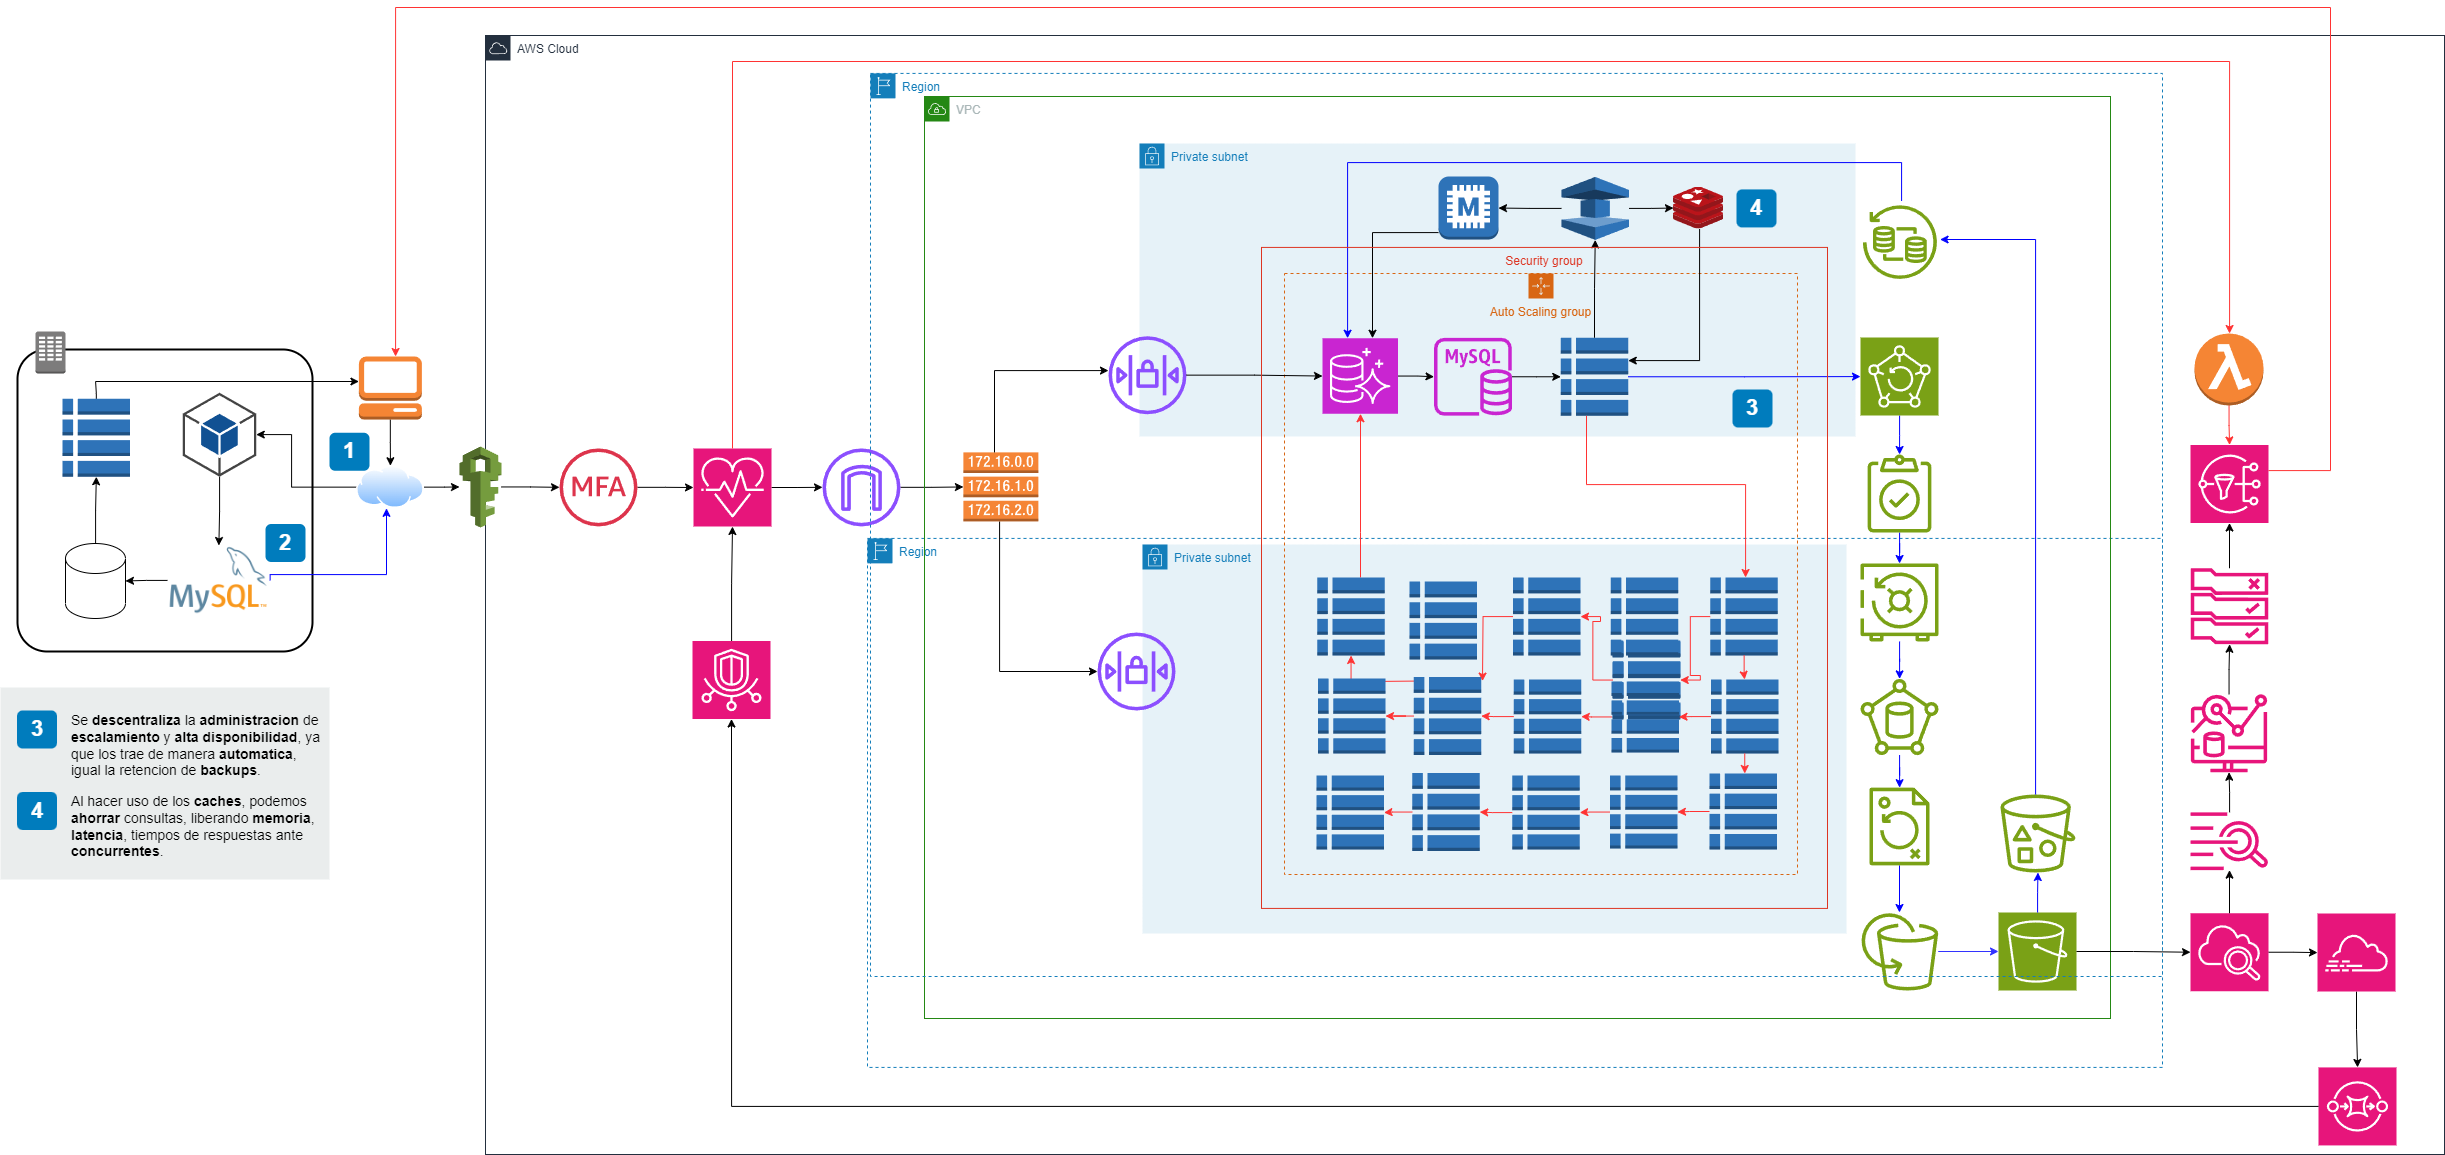 AWS Cloud
Region
VPC
Private subnet
M
4
Security group
Auto Scaling group
MySQL
3
1
MFA
172.16.0.0
172.16.1.0
172.16.2.0
2
MySQL™
Region
Private subnet
3
Se descentraliza la administracion de
escalamiento y alta disponibilidad, ya
que los trae de manera automatica,
igual la retencion de backups.
4
Al hacer uso de los caches, podemos
ahorrar consultas, liberando memoria,
latencia, tiempos de respuestas ante
concurrentes.